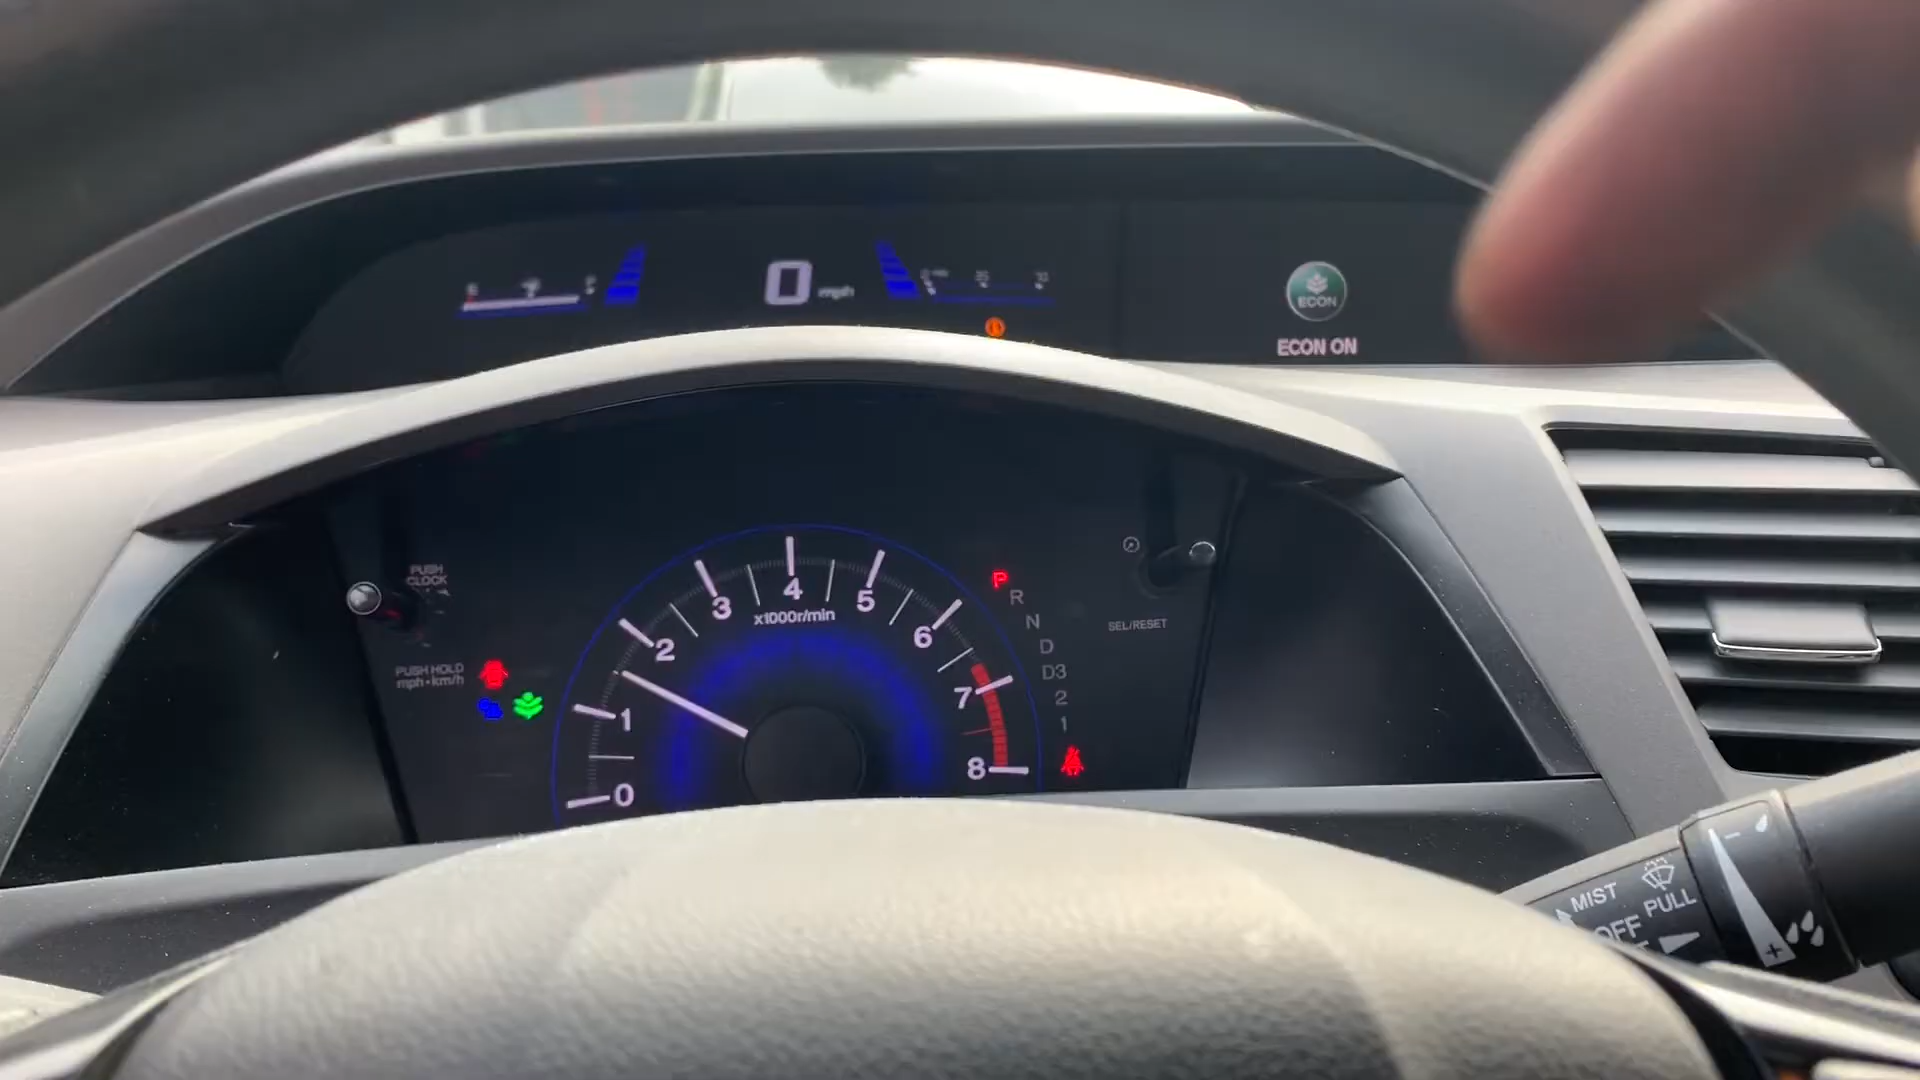 0 mph
ECON
ECON ON
PUSH
CLOCK
PUSH HOLD
mph•km/h
0
1
2
3
4
5
6
7
8
x1000r/min
P
R
N
D
D3
2
1
SEL/RESET
MIST
OFF
PULL